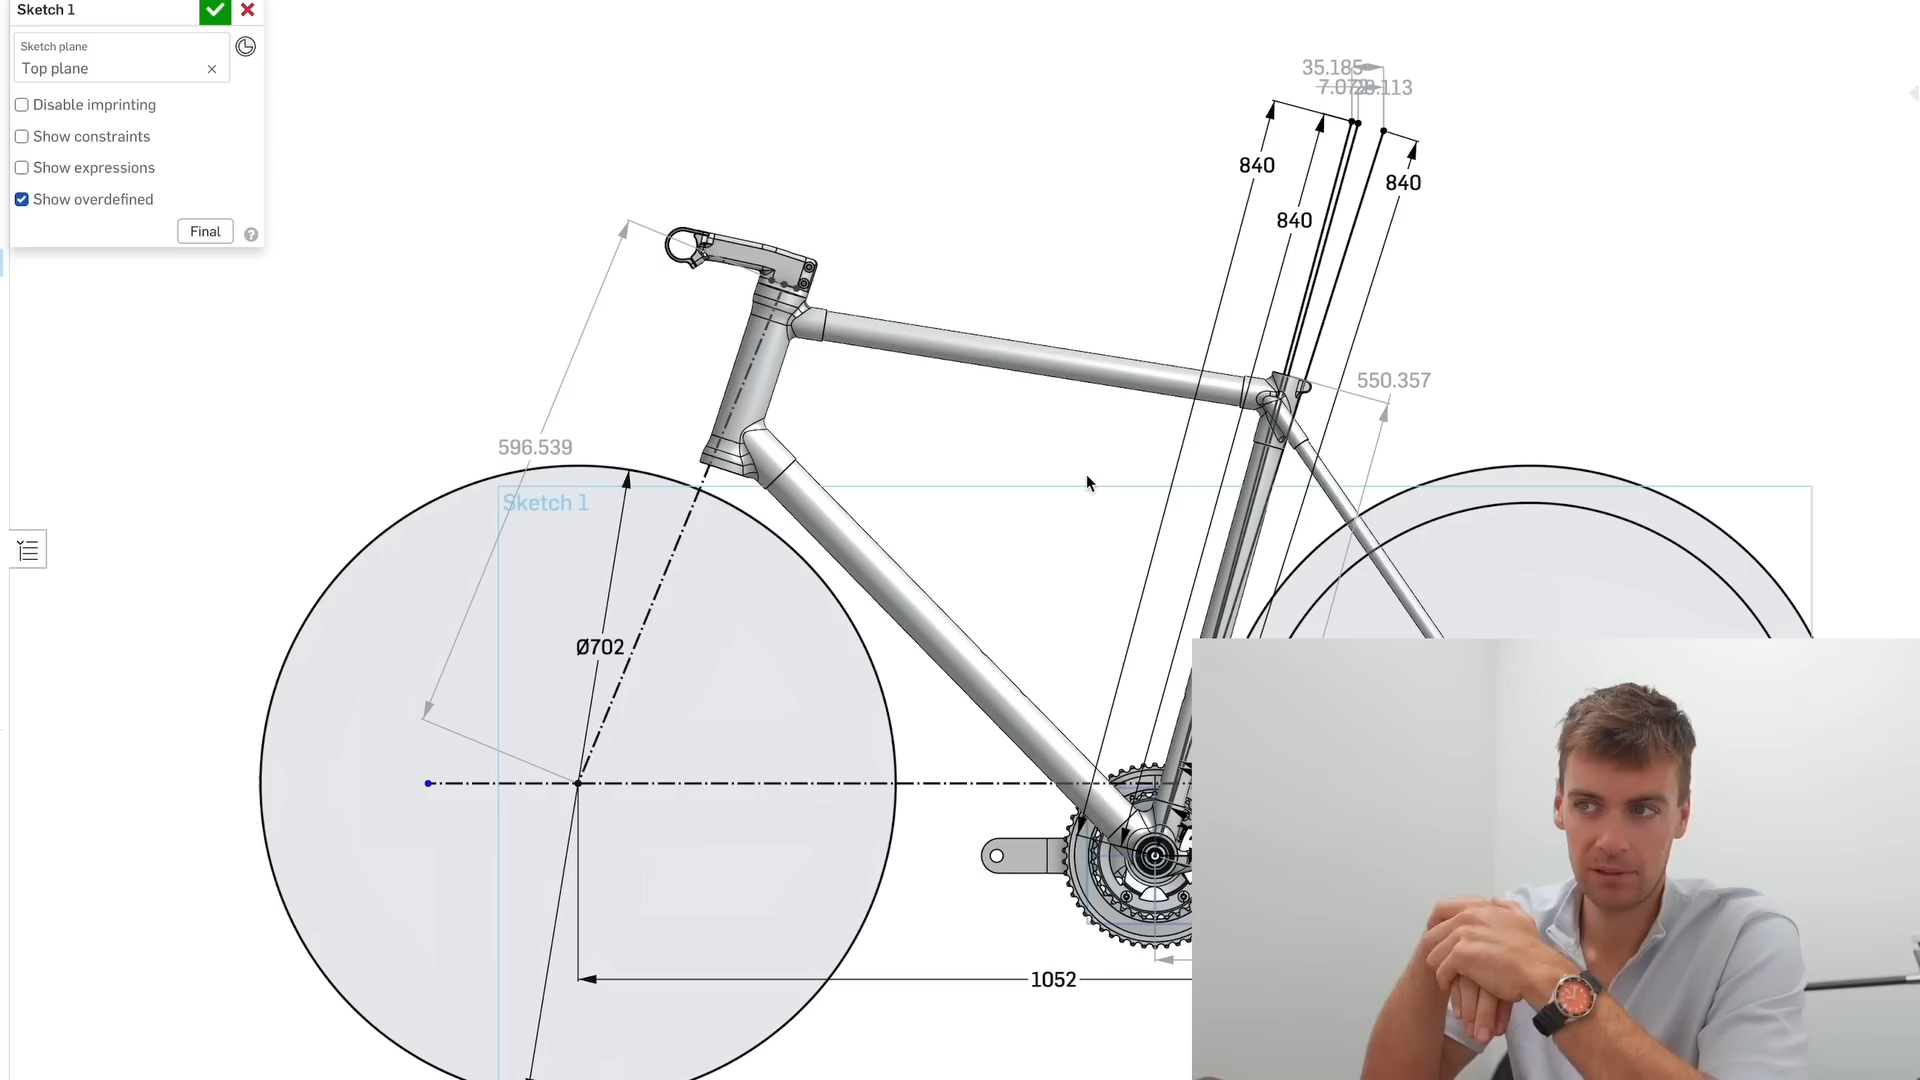 Sketch 1
Sketch plane
Top plane
Disable imprinting
Show constraints
Show expressions
Show overdefined
Final
35.185
113
840
840
840
550.357
596.539
Sketch 1
Ø702
1052